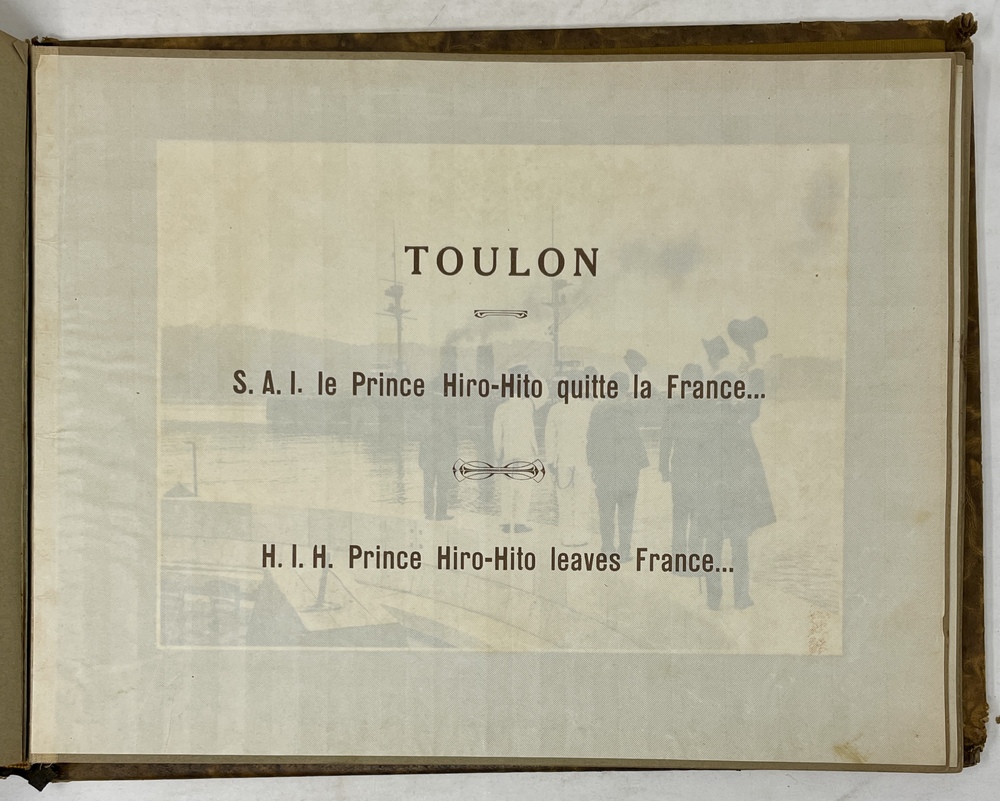 TOULON
S. A. I. le Prince Hiro-Hito quitte la France...
H. I. H. Prince Hiro-Hito leaves France...